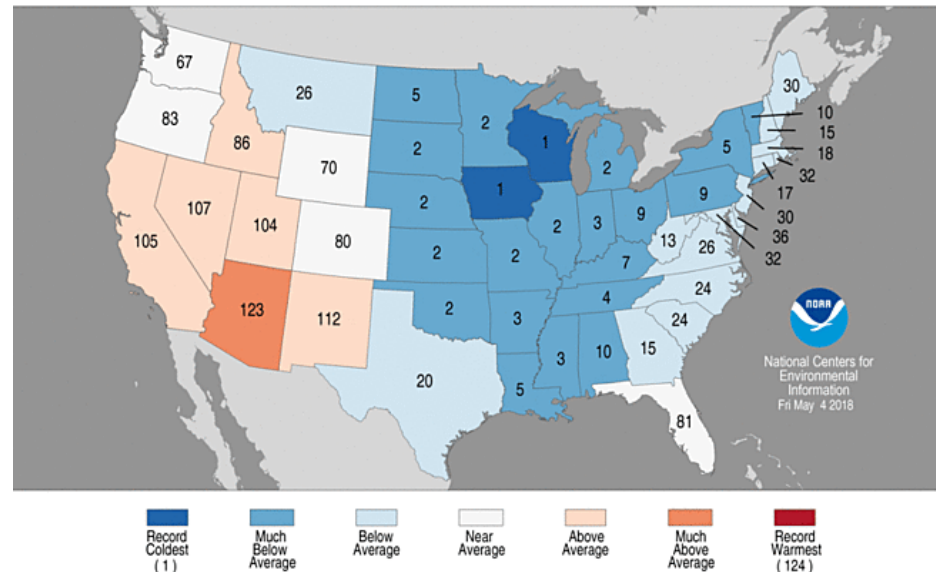 67
83
86
26
70
105
107
104
80
123
112
5
2
2
2
2
20
2
1
1
2
2
3
9
2
7
4
3
3
10
5
15
24
24
26
13
9
5
81
30
10
15
18
32
17
30
36
32
NOAA
National Centers for
Environmental
Information
Fri May 4 2018
Record
Coldest
(1)
Much
Below
Average
Below
Average
Near
Average
Above
Average
Much
Above
Average
Record
Warmest
(124)